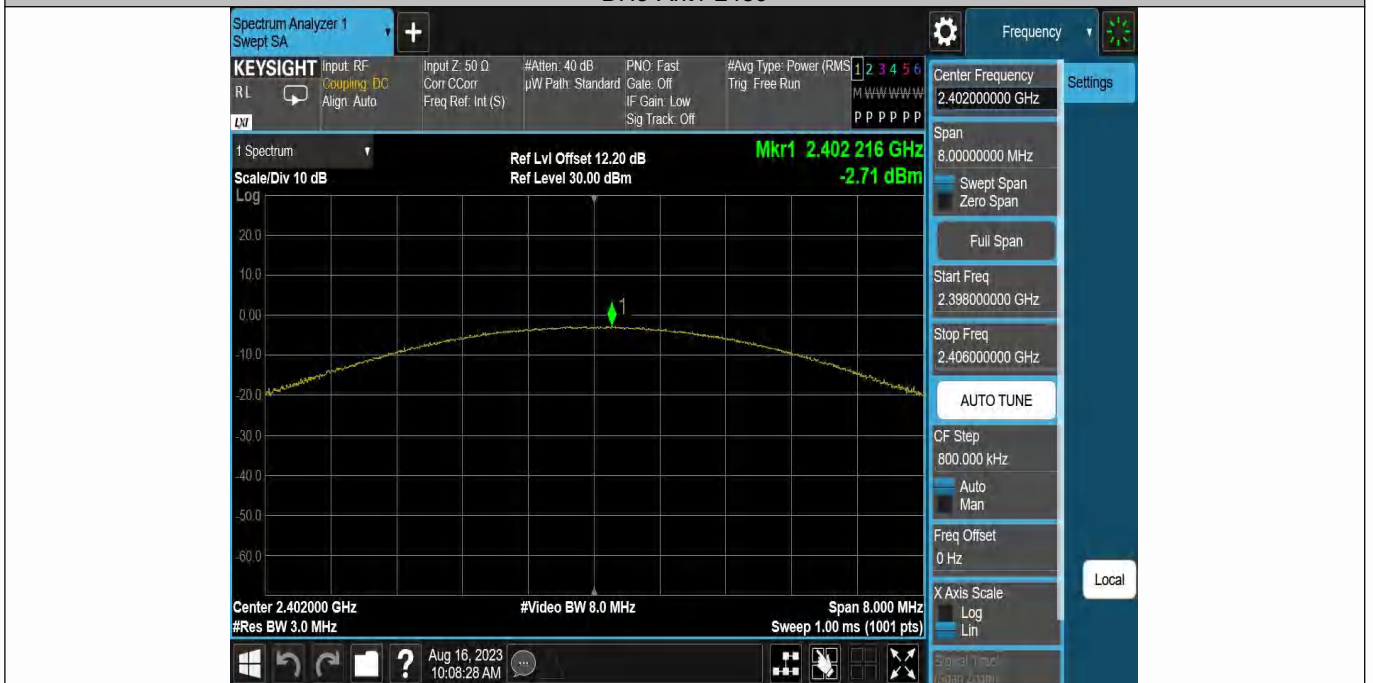 Spectrum Analyzer 1
Swept SA
+
Frequency
KEYSIGHT
RL
LXI
Input: RF
Coupling: DC
Align: Auto
Input Z: 50 Ω
Corr CCorr
Freq Ref: Int (S)
#Atten: 40 dB
µW Path: Standard
PNO: Fast
Gate: Off
IF Gain: Low
Sig Track: Off
#Avg Type: Power (RMS
Trig: Free Run
1 2 3 4 5 6
M W W W W W
P P P P P P
1 Spectrum
Scale/Div 10 dB
Log
Ref Lvl Offset 12.20 dB
Ref Level 30.00 dBm
Mkr1 2.402 216 GHz
-2.71 dBm
20.0
10.0
0.00
-10.0
-20.0
-30.0
-40.0
-50.0
-60.0
1
Center 2.402000 GHz
#Res BW 3.0 MHz
#Video BW 8.0 MHz
Span 8.000 MHz
Sweep 1.00 ms (1001 pts)
Center Frequency
2.402000000 GHz
Settings
Span
8.00000000 MHz
Swept Span
Zero Span
Full Span
Start Freq
2.398000000 GHz
Stop Freq
2.406000000 GHz
AUTO TUNE
CF Step
800.000 kHz
Auto
Man
Freq Offset
0 Hz
X Axis Scale
Log
Lin
Signal Track
(Span Zoom)
Local
?
Aug 16, 2023
10:08:28 AM